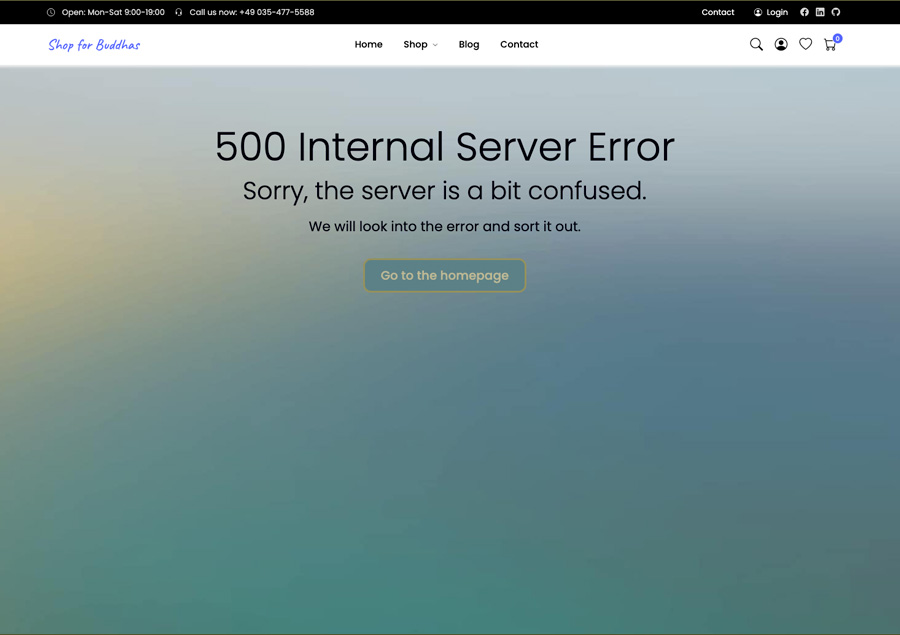 Open: Mon-Sat 9:00-19:00 Call us now: +49 035-477-5588 Contact Login
Shop for Buddhas Home Shop Blog Contact 0
500 Internal Server Error
Sorry, the server is a bit confused.
We will look into the error and sort it out.
Go to the homepage